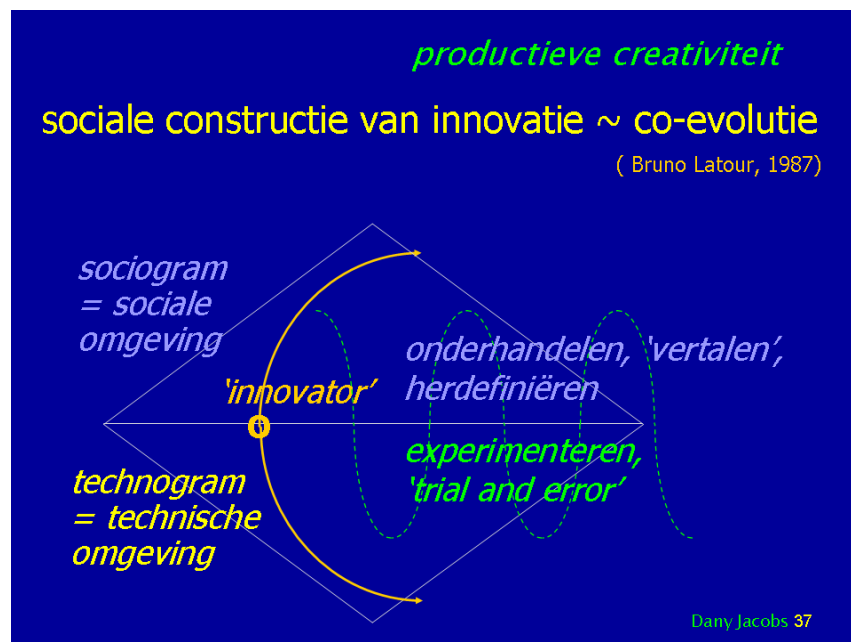 productieve creativiteit
sociale constructie van innovatie ~ co-evolutie
( Bruno Latour, 1987)
sociogram
= sociale
omgeving
onderhandelen, ‘vertalen’,
herdefiniëren
‘innovator’
experimenteren,
‘trial and error’
technogram
= technische
omgeving
Dany Jacobs 37